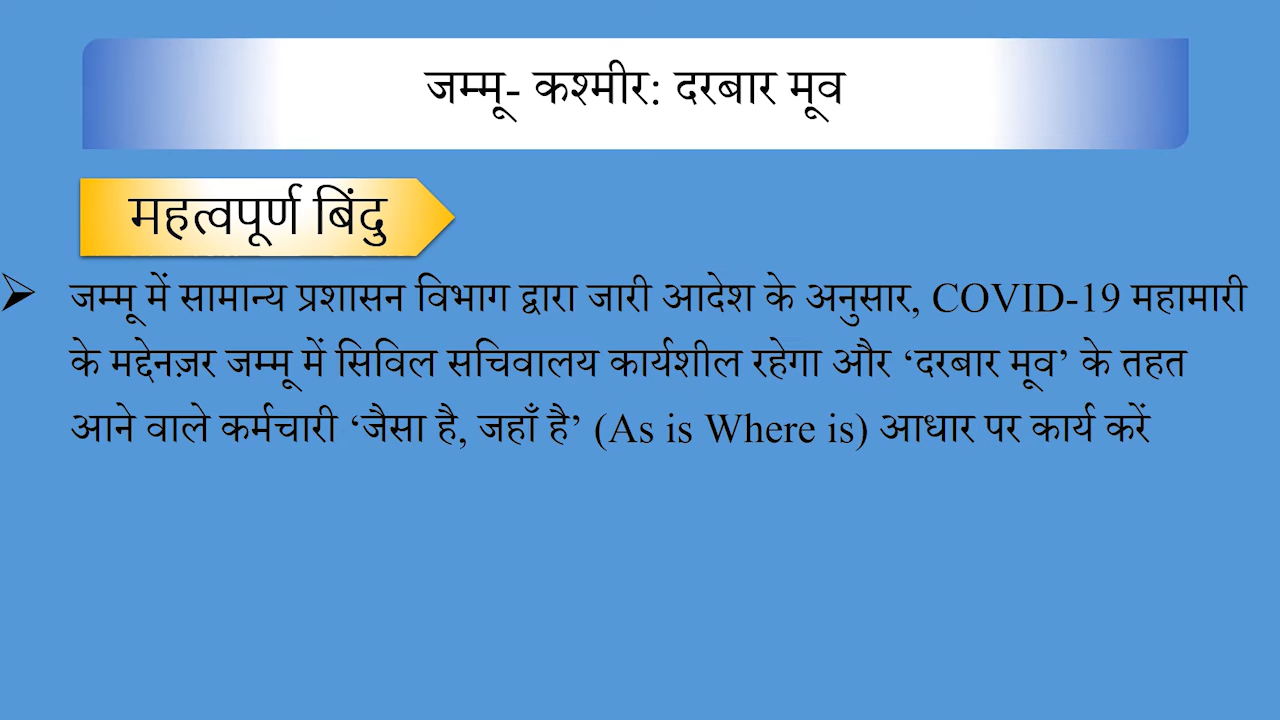 जम्मू- कश्मीर: दरबार मूव
महत्वपूर्ण बिंदु
जम्मू में सामान्य प्रशासन विभाग द्वारा जारी आदेश के अनुसार, COVID-19 महामारी
के मद्देनज़र जम्मू में सिविल सचिवालय कार्यशील रहेगा और ‘दरबार मूव’ के तहत
आने वाले कर्मचारी ‘जैसा है, जहाँ है’ (As is Where is) आधार पर कार्य करें